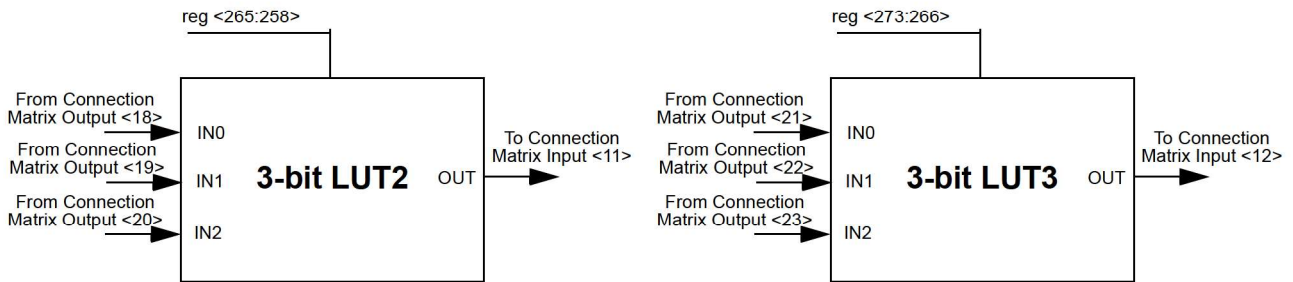 reg <265:258>
From Connection
Matrix Output <18>
IN0
From Connection
Matrix Output <19>
IN1
From Connection
Matrix Output <20>
IN2
3-bit LUT2
OUT
To Connection
Matrix Input <11>
reg <273:266>
From Connection
Matrix Output <21>
IN0
From Connection
Matrix Output <22>
IN1
From Connection
Matrix Output <23>
IN2
3-bit LUT3
OUT
To Connection
Matrix Input <12>